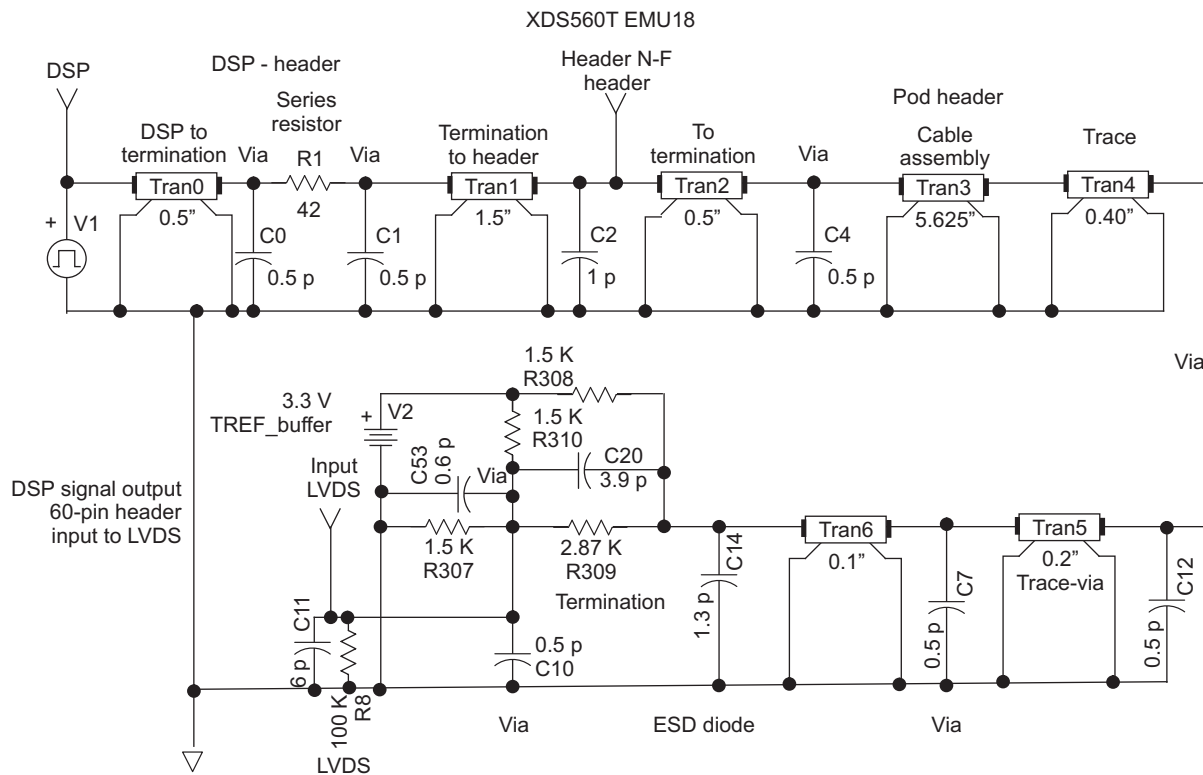 XDS560T EMU18
DSP
DSP - header
Header N-F
header
Pod header
DSP to
termination
Via
Series
resistor
R1
Via
Termination
to header
To
termination
Via
Cable
assembly
Trace
Tran0
0.5”
42
Tran1
1.5”
Tran2
0.5”
Tran3
5.625”
Tran4
0.40”
+
V1
C0
0.5 p
C1
0.5 p
C2
1 p
C4
0.5 p
Via
1.5 K
R308
3.3 V
TREF_buffer
+
V2
1.5 K
R310
C53
0.6 p
Via
C20
3.9 p
Input
LVDS
DSP signal output
60-pin header
input to LVDS
1.5 K
R307
2.87 K
R309
Termination
C14
1.3 p
Tran6
0.1”
C7
0.5 p
Tran5
0.2”
Trace-via
C12
0.5 p
C11
6 p
100 K
R8
0.5 p
C10
LVDS
Via
ESD diode
Via